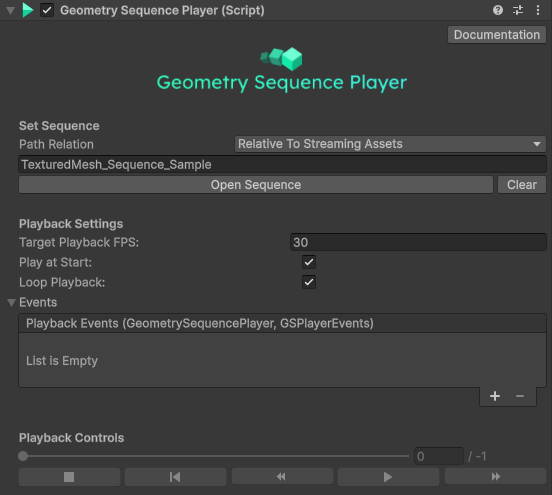 Geometry Sequence Player (Script)
Documentation
Geometry Sequence Player
Set Sequence
Path Relation Relative To Streaming Assets
TexturedMesh_Sequence_Sample
Open Sequence Clear
Playback Settings
Target Playback FPS: 30
Play at Start:
Loop Playback:
Events
Playback Events (GeometrySequencePlayer, GSPlayerEvents)
List is Empty
+ −
Playback Controls
0 / -1